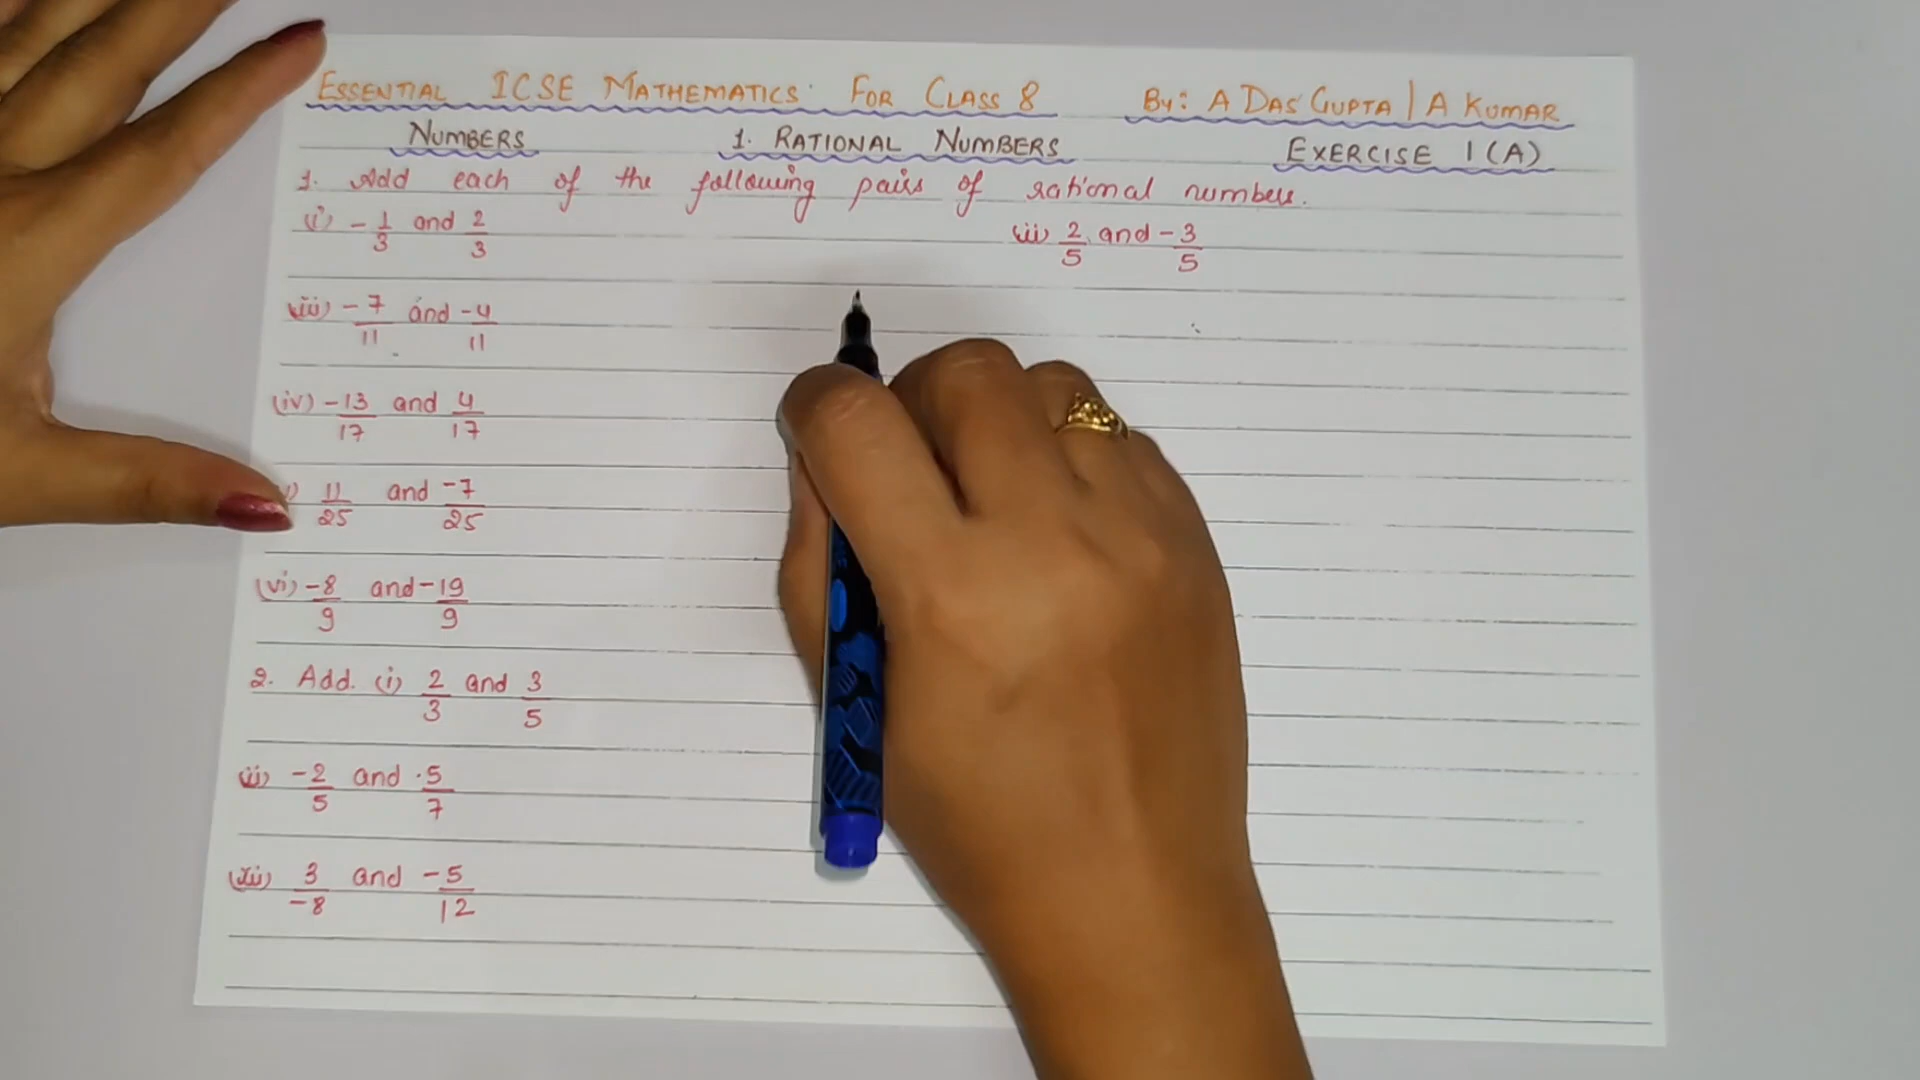 ESSENTIAL ICSE MATHEMATICS FOR CLASS 8 By: A DAS GUPTA | A KUMAR
NUMBERS 1. RATIONAL NUMBERS EXERCISE 1(A)
1. Add each of the following pairs of rational numbers.
(i) -1/3 and 2/3 (ii) 2/5 and -3/5
(iii) -7/11 and -4/11
(iv) -13/17 and 4/17
) 11/25 and -7/25
(vi) -8/9 and -19/9
2. Add. (i) 2/3 and 3/5
(ii) -2/5 and 5/7
3/-8 and -5/12